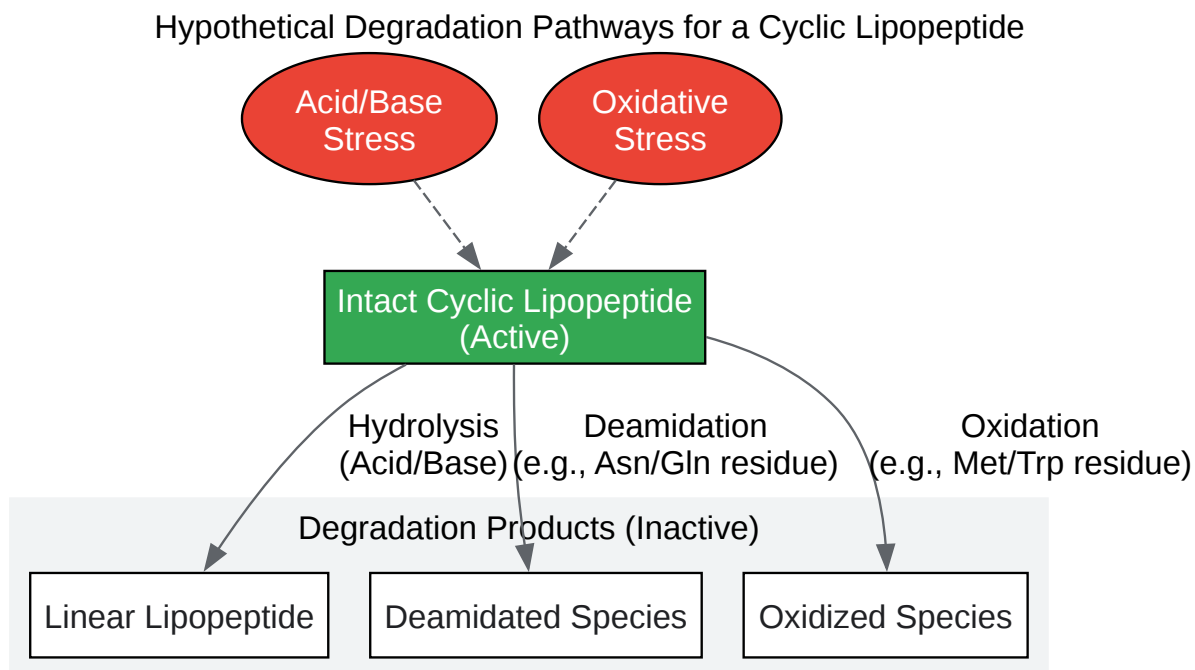 Hypothetical Degradation Pathways for a Cyclic Lipopeptide
Acid/Base
Stress
Oxidative
Stress
Intact Cyclic Lipopeptide
(Active)
Hydrolysis
(Acid/Base)
Deamidation
(e.g., Asn/Gln residue)
Oxidation
(e.g., Met/Trp residue)
Degradation Products (Inactive)
Linear Lipopeptide
Deamidated Species
Oxidized Species